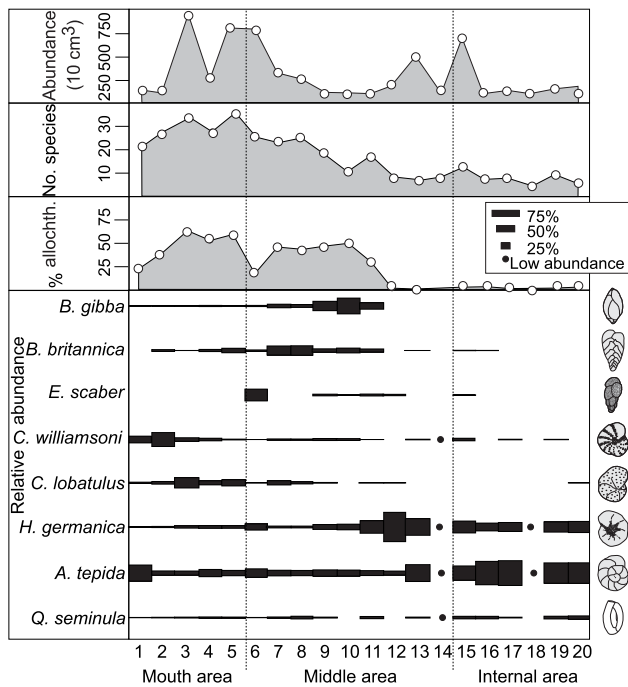 Abundance
(10 cm3)
750
500
250
No. species
30
20
10
% allochth.
75
50
25
75%
50%
25%
Low abundance
Relative abundance
B. gibba
B. britannica
E. scaber
C. williamsoni
C. lobatulus
H. germanica
A. tepida
Q. seminula
1 2 3 4 5 6 7 8 9 10 11 12 13 14 15 16 17 18 19 20
Mouth area Middle area Internal area